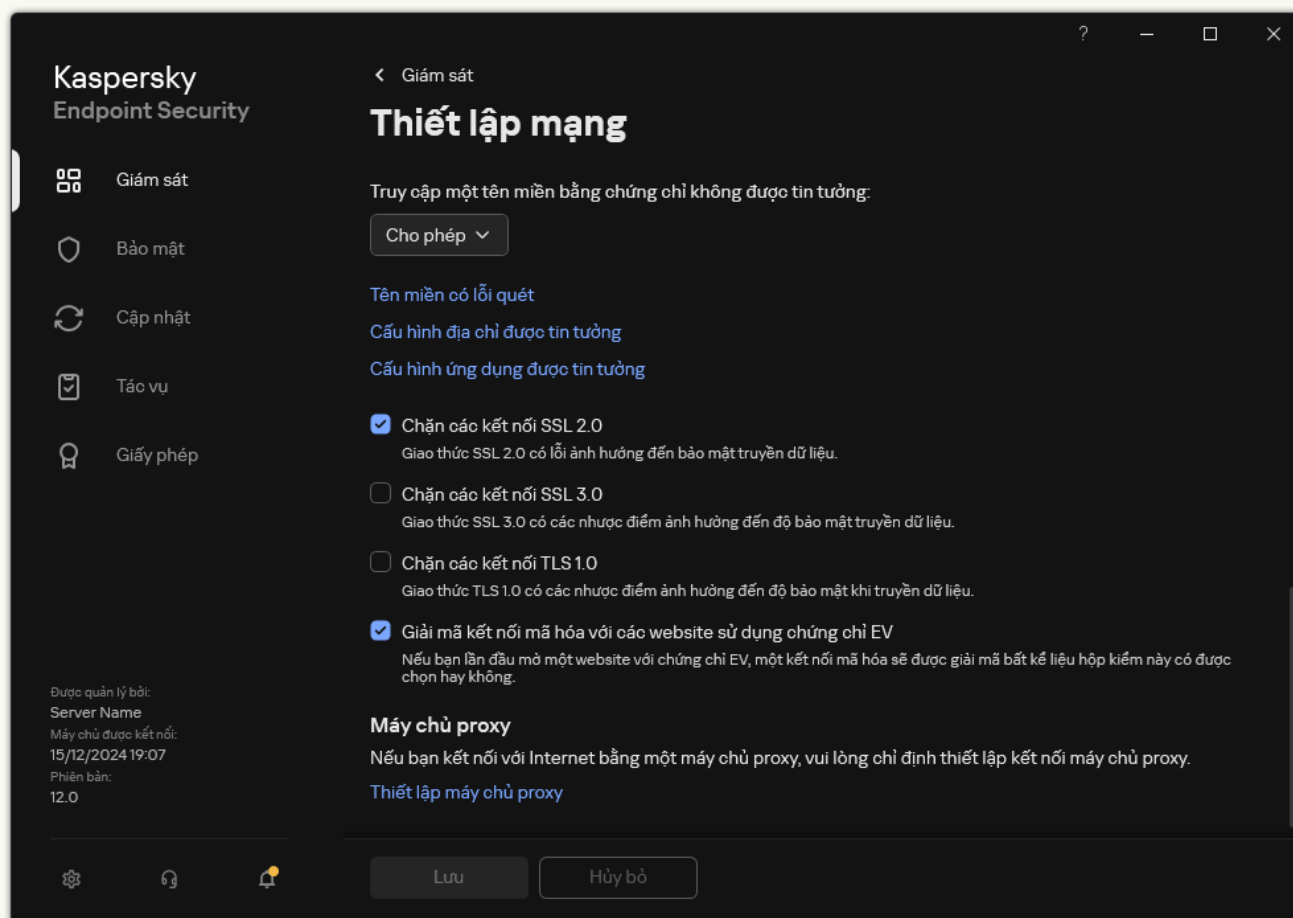 ?
Kaspersky
Endpoint Security
Giám sát
Bảo mật
Cập nhật
Tác vụ
Giấy phép
Được quản lý bởi:
Server Name
Máy chủ được kết nối:
15/12/2024 19:07
Phiên bản:
12.0
Giám sát
Thiết lập mạng
Truy cập một tên miền bằng chứng chỉ không được tin tưởng:
Cho phép
Tên miền có lỗi quét
Cấu hình địa chỉ được tin tưởng
Cấu hình ứng dụng được tin tưởng
Chặn các kết nối SSL 2.0
Giao thức SSL 2.0 có lỗi ảnh hướng đến bảo mật truyền dữ liệu.
Chặn các kết nối SSL 3.0
Giao thức SSL 3.0 có các nhược điểm ảnh hưởng đến độ bảo mật truyền dữ liệu.
Chặn các kết nối TLS 1.0
Giao thức TLS 1.0 có các nhược điểm ảnh hưởng đến độ bảo mật khi truyền dữ liệu.
Giải mã kết nối mã hóa với các website sử dụng chứng chỉ EV
Nếu bạn lần đầu mở một website với chứng chỉ EV, một kết nối mã hóa sẽ được giải mã bất kể liệu hộp kiểm này có được
chọn hay không.
Máy chủ proxy
Nếu bạn kết nối với Internet bằng một máy chủ proxy, vui lòng chỉ định thiết lập kết nối máy chủ proxy.
Thiết lập máy chủ proxy
Lưu
Hủy bỏ